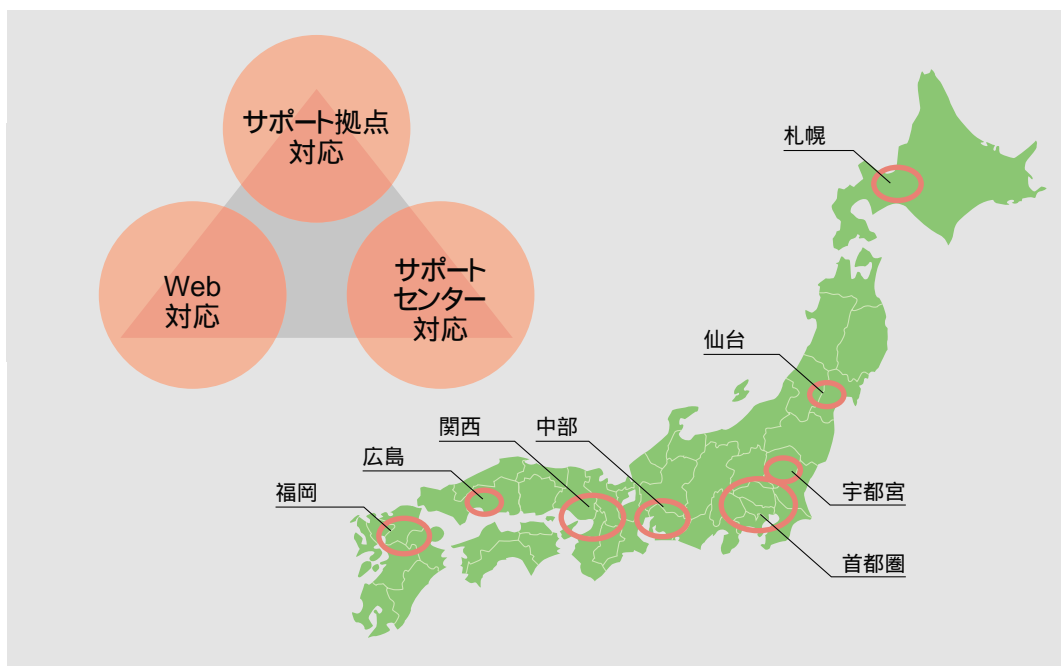 サポート拠点
対応
Web
対応
サポート
センター
対応
札幌
仙台
関西
中部
広島
福岡
宇都宮
首都圏